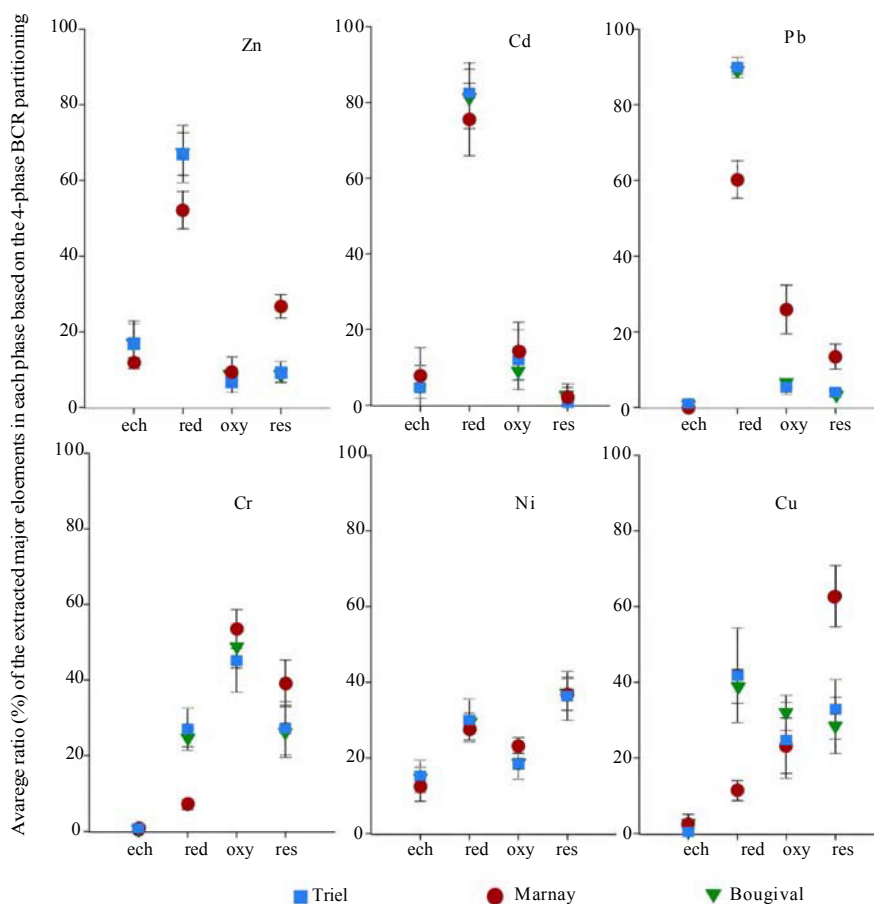 Avarege ratio (%) of the extracted major eloements in each phase based on the 4-phase BCR partitioning
100
80
60
40
20
0
Zn
ech red oxy res
100
80
60
40
20
0
Cd
ech red oxy res
100
80
60
40
20
0
Pb
ech red oxy res
100
80
60
40
20
0
Cr
ech red oxy res
100
80
60
40
20
0
Ni
ech red oxy res
100
80
60
40
20
0
Cu
ech red oxy res
Triel Marnay Bougival